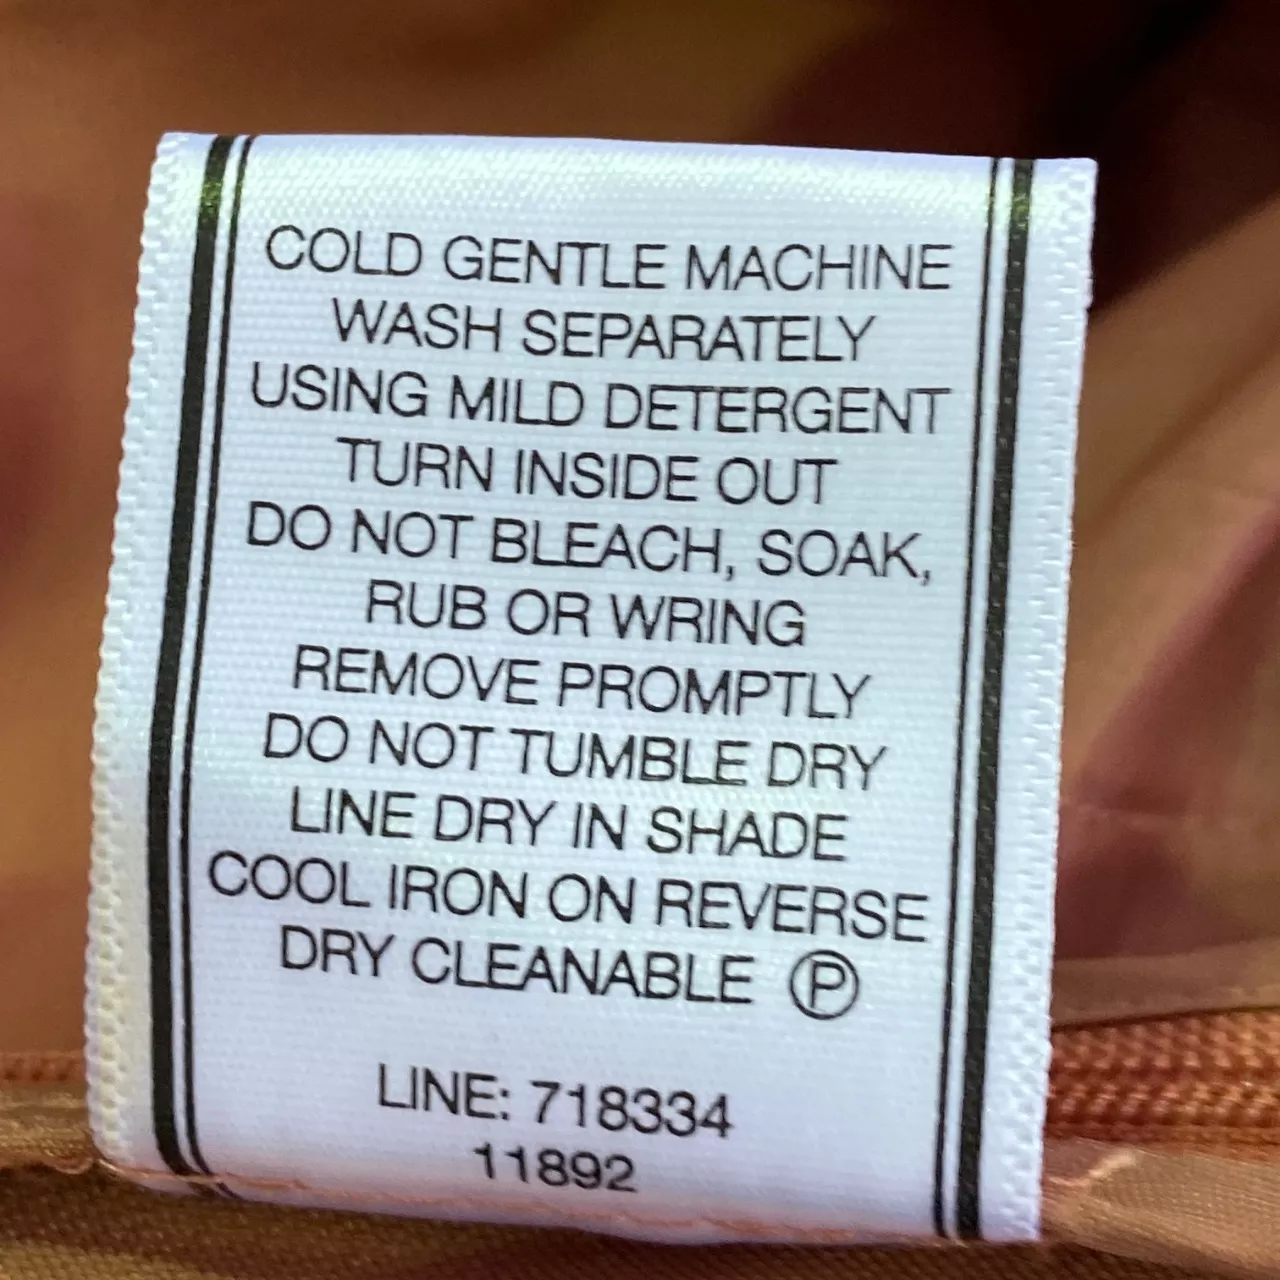 COLD GENTLE MACHINE
WASH SEPARATELY
USING MILD DETERGENT
TURN INSIDE OUT
DO NOT BLEACH, SOAK,
RUB OR WRING
REMOVE PROMPTLY
DO NOT TUMBLE DRY
LINE DRY IN SHADE
COOL IRON ON REVERSE
DRY CLEANABLE Ⓟ
LINE: 718334
11892